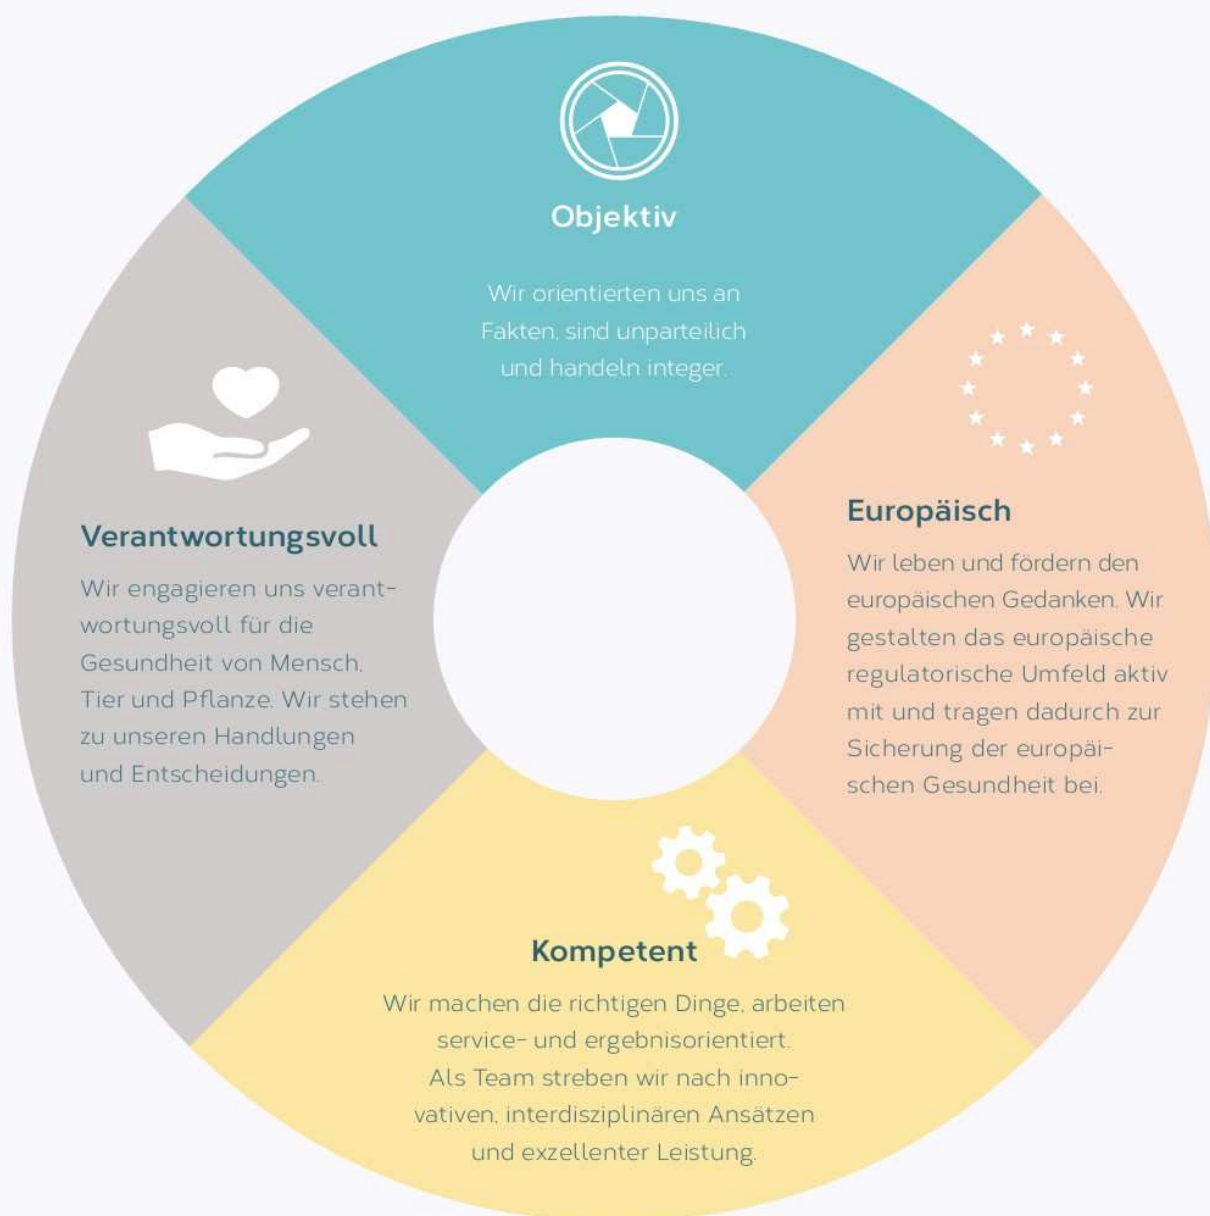 Objektiv
Wir orientierten uns an
Fakten, sind unparteilich
und handeln integer.
Europäisch
Wir leben und fördern den
europäischen Gedanken. Wir
gestalten das europäische
regulatorische Umfeld aktiv
mit und tragen dadurch zur
Sicherung der europäi-
schen Gesundheit bei.
Kompetent
Wir machen die richtigen Dinge, arbeiten
service- und ergebnisorientiert.
Als Team streben wir nach inno-
vativen, interdisziplinären Ansätzen
und exzellenter Leistung.
Verantwortungsvoll
Wir engagieren uns verant-
wortungsvoll für die
Gesundheit von Mensch,
Tier und Pflanze. Wir stehen
zu unseren Handlungen
und Entscheidungen.